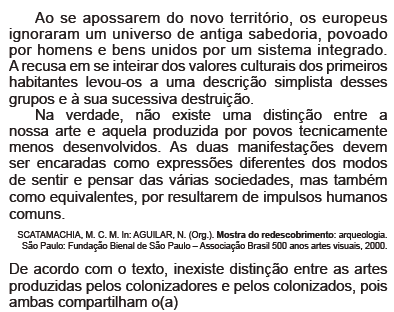 Ao se apossarem do novo território, os europeus
ignoraram um universo de antiga sabedoria, povoado
por homens e bens unidos por um sistema integrado.
A recusa em se inteirar dos valores culturais dos primeiros
habitantes levou-os a uma descrição simplista desses
grupos e à sua sucessiva destruição.
Na verdade, não existe uma distinção entre a
nossa arte e aquela produzida por povos tecnicamente
menos desenvolvidos. As duas manifestações devem
ser encaradas como expressões diferentes dos modos
de sentir e pensar das várias sociedades, mas também
como equivalentes, por resultarem de impulsos humanos
comuns.
SCATAMACHIA, M. C. M. In: AGUILAR, N. (Org.). Mostra do redescobrimento: arqueologia.
São Paulo: Fundação Bienal de São Paulo – Associação Brasil 500 anos artes visuais, 2000.
De acordo com o texto, inexiste distinção entre as artes
produzidas pelos colonizadores e pelos colonizados, pois
ambas compartilham o(a)